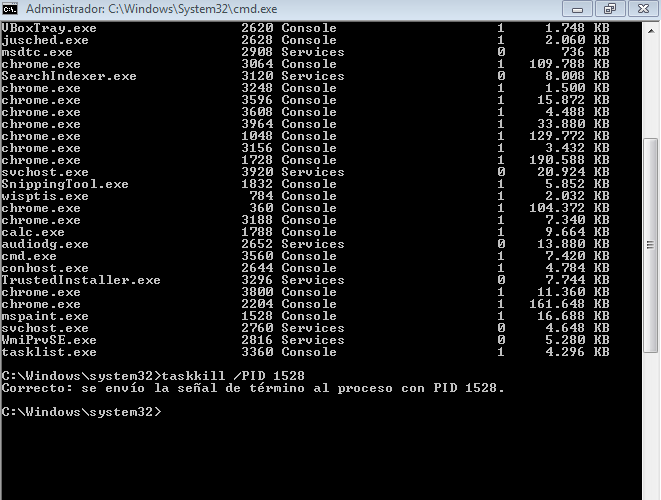 Administrador: C:\Windows\System32\cmd.exe
VBoxTray.exe 2620 Console 1 1.748 KB
jusched.exe 2628 Console 1 2.060 KB
msdtc.exe 2908 Services 0 736 KB
chrome.exe 3064 Console 1 109.788 KB
SearchIndexer.exe 3120 Services 0 8.008 KB
chrome.exe 3248 Console 1 1.500 KB
chrome.exe 3596 Console 1 15.872 KB
chrome.exe 3608 Console 1 4.488 KB
chrome.exe 3964 Console 1 33.880 KB
chrome.exe 1048 Console 1 129.772 KB
chrome.exe 3156 Console 1 3.432 KB
chrome.exe 1728 Console 1 190.588 KB
svchost.exe 3920 Services 0 20.924 KB
SnippingTool.exe 1832 Console 1 5.852 KB
wisptis.exe 784 Console 1 2.032 KB
chrome.exe 360 Console 1 104.372 KB
chrome.exe 3188 Console 1 7.340 KB
calc.exe 1788 Console 1 9.664 KB
audiodg.exe 2652 Services 0 13.880 KB
cmd.exe 3560 Console 1 7.420 KB
conhost.exe 2644 Console 1 4.784 KB
TrustedInstaller.exe 3296 Services 0 7.744 KB
chrome.exe 3800 Console 1 11.360 KB
chrome.exe 2204 Console 1 161.648 KB
mspaint.exe 1528 Console 1 16.688 KB
svchost.exe 2760 Services 0 4.648 KB
WmiPrvSE.exe 2816 Services 0 5.280 KB
tasklist.exe 3360 Console 1 4.296 KB
C:\Windows\system32>taskkill /PID 1528
Correcto: se envío la señal de término al proceso con PID 1528.
C:\Windows\system32>